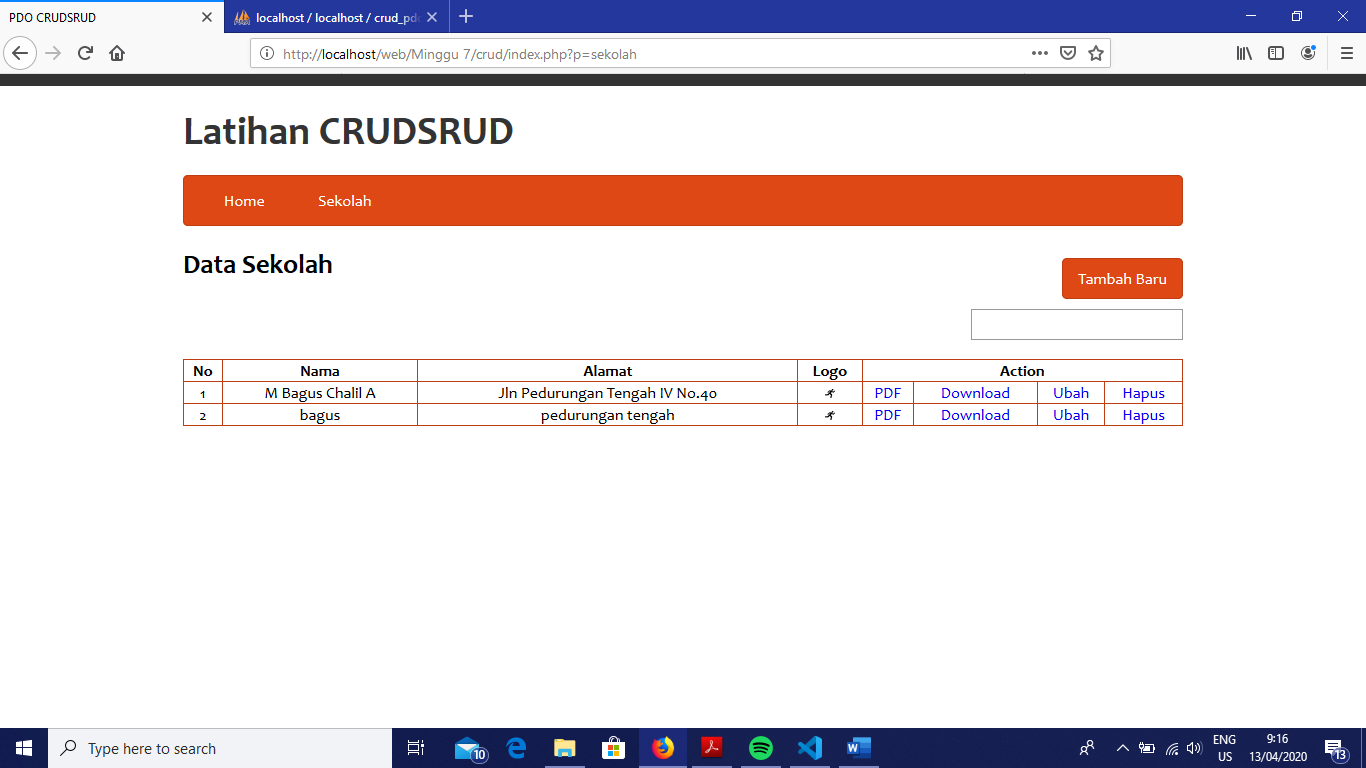 PDO CRUDSRUD
localhost / localhost / crud_pd
http://localhost/web/Minggu 7/crud/index.php?p=sekolah
Latihan CRUDSRUD
Home Sekolah
Data Sekolah
Tambah Baru
No Nama Alamat Logo Action
1 M Bagus Chalil A Jln Pedurungan Tengah IV No.40 PDF Download Ubah Hapus
2 bagus pedurungan tengah PDF Download Ubah Hapus
Type here to search
10
ENG
US
9:16
13/04/2020
13